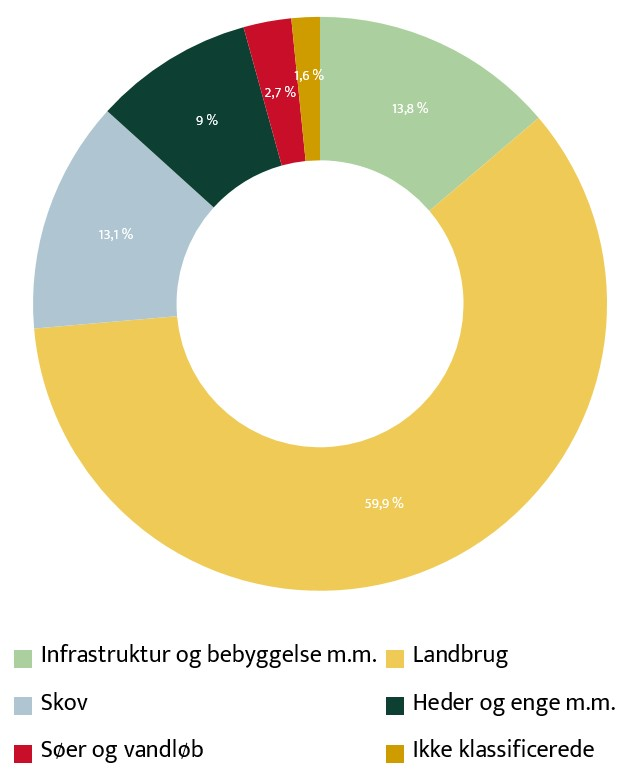 1,6 %
2,7 %
13,8 %
9 %
13,1 %
59,9 %
Infrastruktur og bebyggelse m.m.
Landbrug
Skov
Heder og enge m.m.
Søer og vandløb
Ikke klassificerede